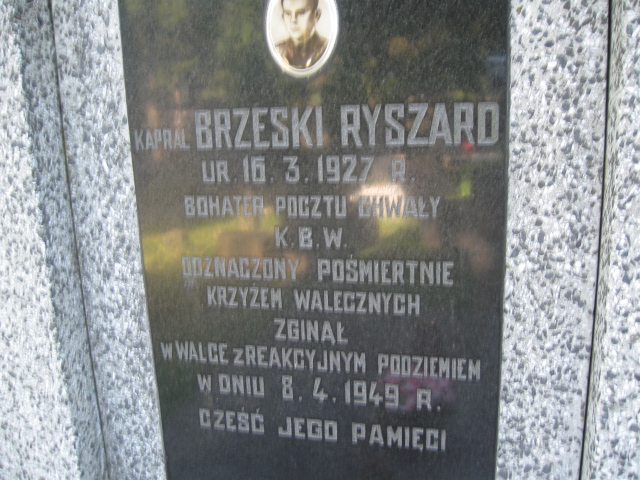 KAPRAL BRZESKI RYSZARD
UR. 16. 3. 1927 R.
BOHATER POCZTU CHWAŁY
K.B.W.
ODZNACZONY POŚMIERTNIE
KRZYŻEM WALECZNYCH
ZGINĄŁ
W WALCE Z REAKCYJNYM PODZIEMIEM
W DNIU 8. 4. 1949 R.
CZEŚĆ JEGO PAMIĘCI